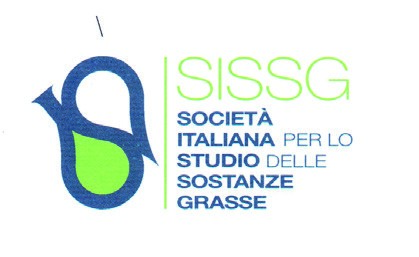 SISSG
SOCIETÀ
ITALIANA PER LO
STUDIO DELLE
SOSTANZE
GRASSE